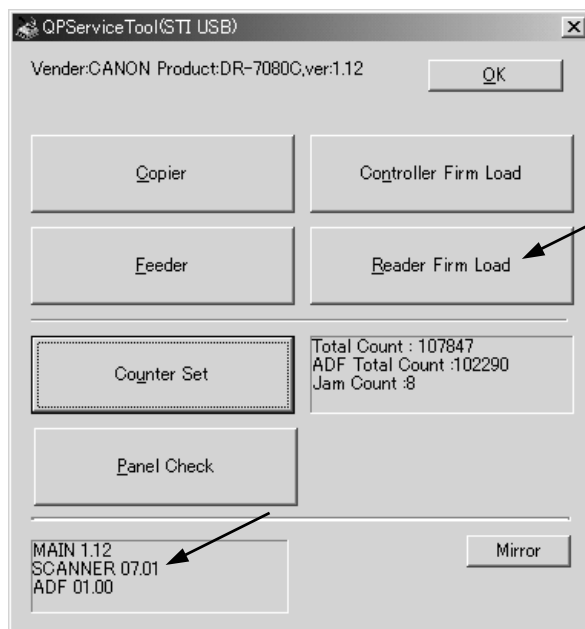 QPServiceTool(STI USB)
Vender:CANON Product:DR-7080C,ver:1.12
OK
Copier
Controller Firm Load
Feeder
Reader Firm Load
Counter Set
Total Count : 107847
ADF Total Count :102290
Jam Count :8
Panel Check
MAIN 1.12
SCANNER 07.01
ADF 01.00
Mirror